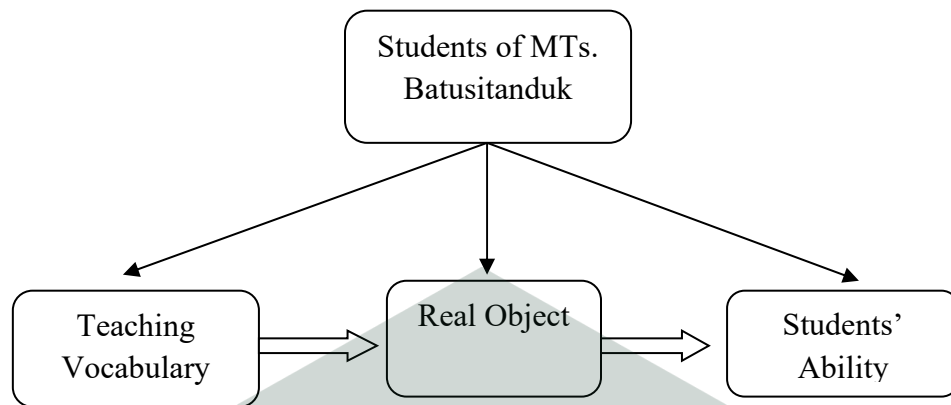 Students of MTs.
Batusitanduk
Teaching
Vocabulary
Real Object
Students’
Ability